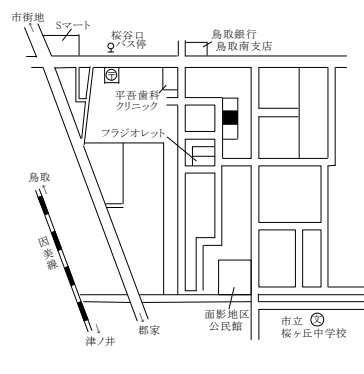 市街地
Sマート
桜谷口
バス停
鳥取銀行
鳥取南支店
平吾歯科
クリニック
フラジオレット
鳥取
因美線
津ノ井
郡家
面影地区
公民館
市立
文
桜ヶ丘中学校